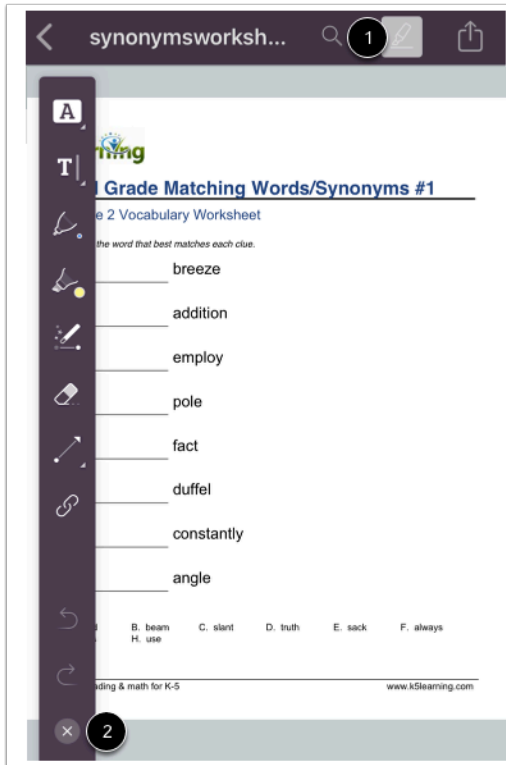 synonymsworksh...
1
A
T
rning
Grade Matching Words/Synonyms #1
e 2 Vocabulary Worksheet
the word that best matches each clue.
breeze
addition
employ
pole
fact
duffel
constantly
angle
B. beam C. slant D. truth E. sack F. always
H. use
ading & math for K-5 www.k5learning.com
2